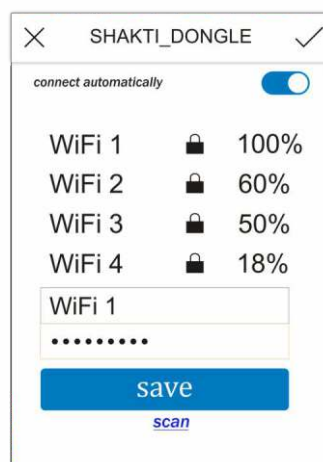 SHAKTI_DONGLE
connect automatically
WiFi 1 100%
WiFi 2 60%
WiFi 3 50%
WiFi 4 18%
WiFi 1
•••••••••
save
scan